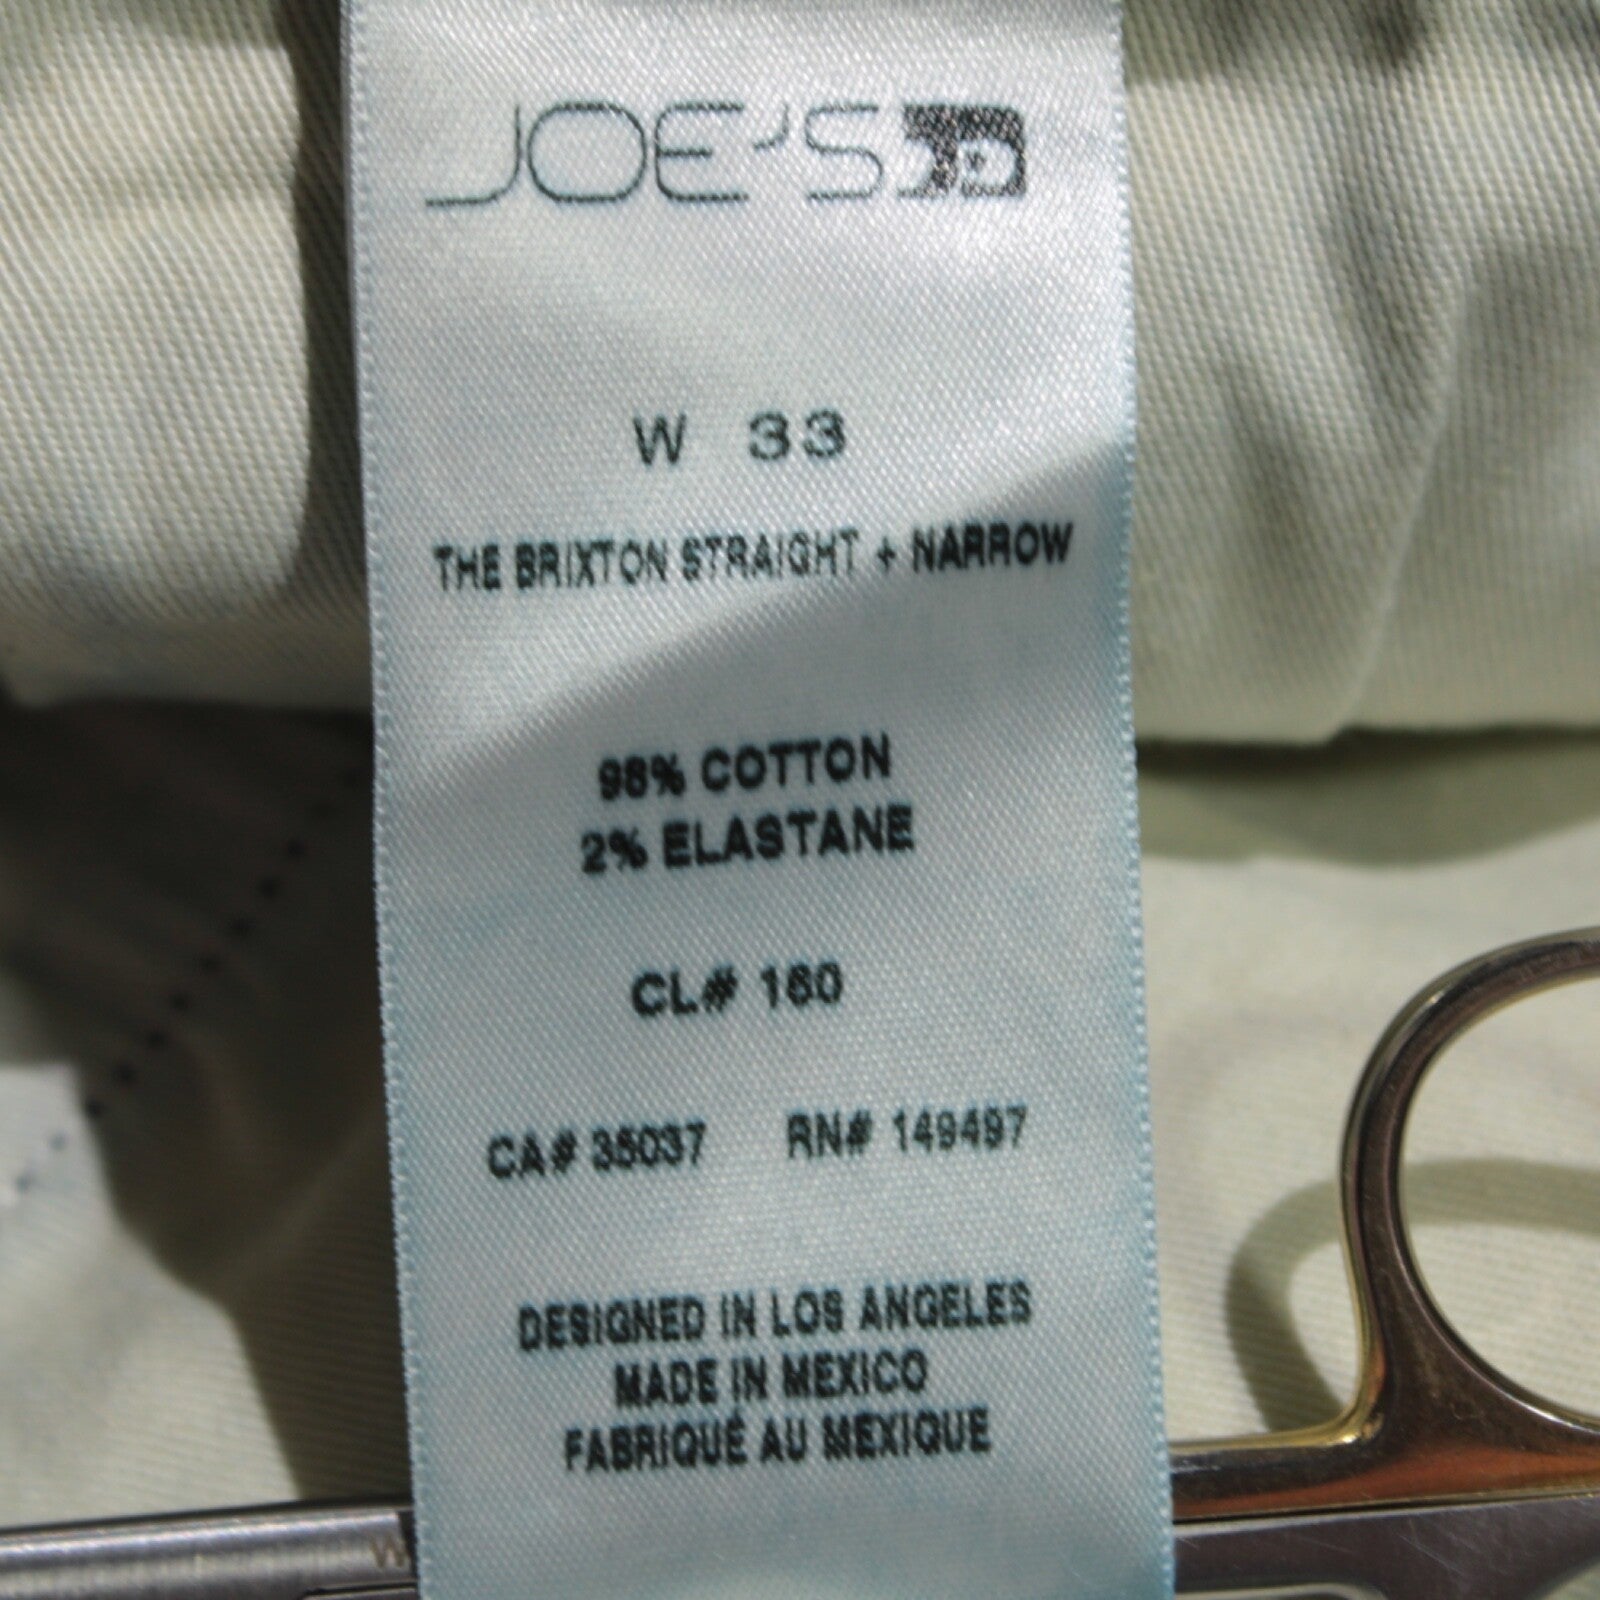 JOE'S
W 33
THE BRIXTON STRAIGHT + NARROW
98% COTTON
2% ELASTANE
CL# 160
CA# 35037 RN# 149497
DESIGNED IN LOS ANGELES
MADE IN MEXICO
FABRIQUÉ AU MEXIQUE